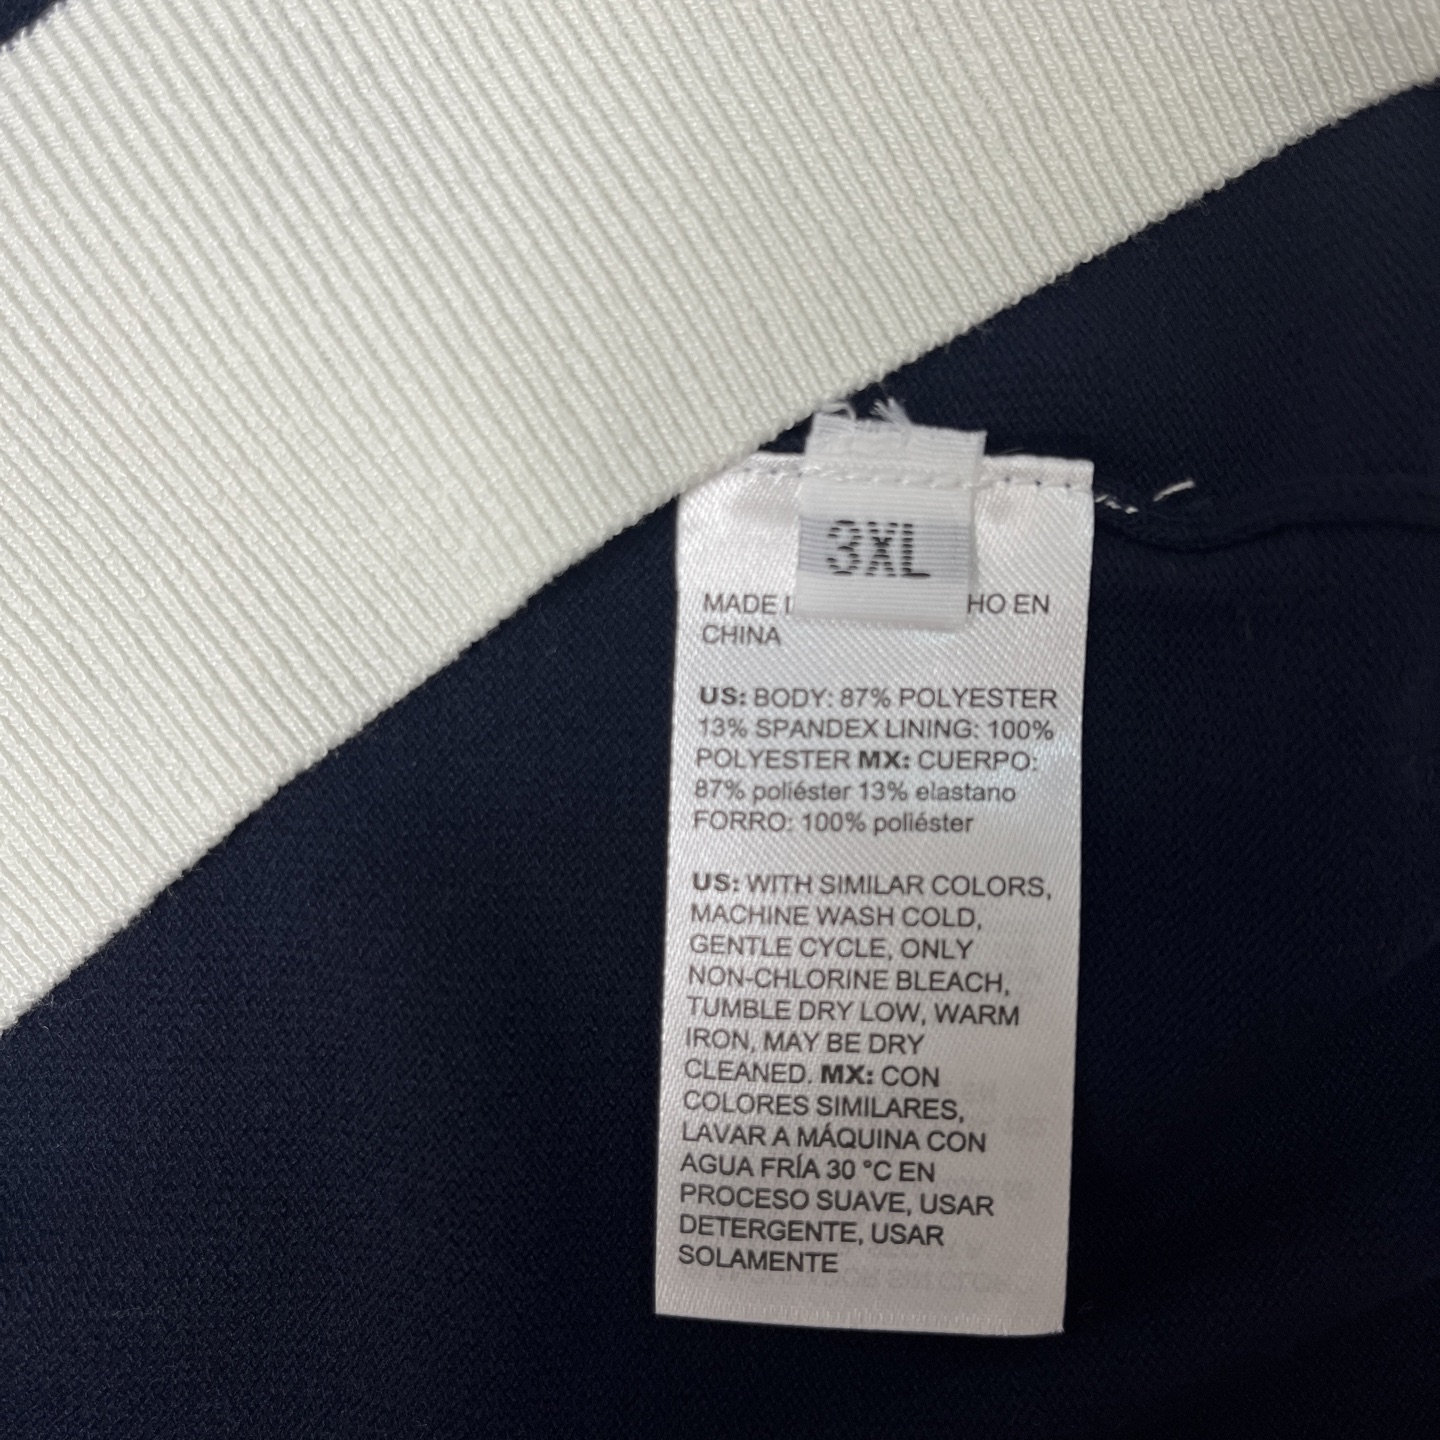 3XL
MADE HO EN
CHINA
US: BODY: 87% POLYESTER
13% SPANDEX LINING: 100%
POLYESTER MX: CUERPO:
87% poliéster 13% elastano
FORRO: 100% poliéster
US: WITH SIMILAR COLORS,
MACHINE WASH COLD,
GENTLE CYCLE, ONLY
NON-CHLORINE BLEACH,
TUMBLE DRY LOW, WARM
IRON, MAY BE DRY
CLEANED. MX: CON
COLORES SIMILARES,
LAVAR A MÁQUINA CON
AGUA FRÍA 30 °C EN
PROCESO SUAVE, USAR
DETERGENTE, USAR
SOLAMENTE